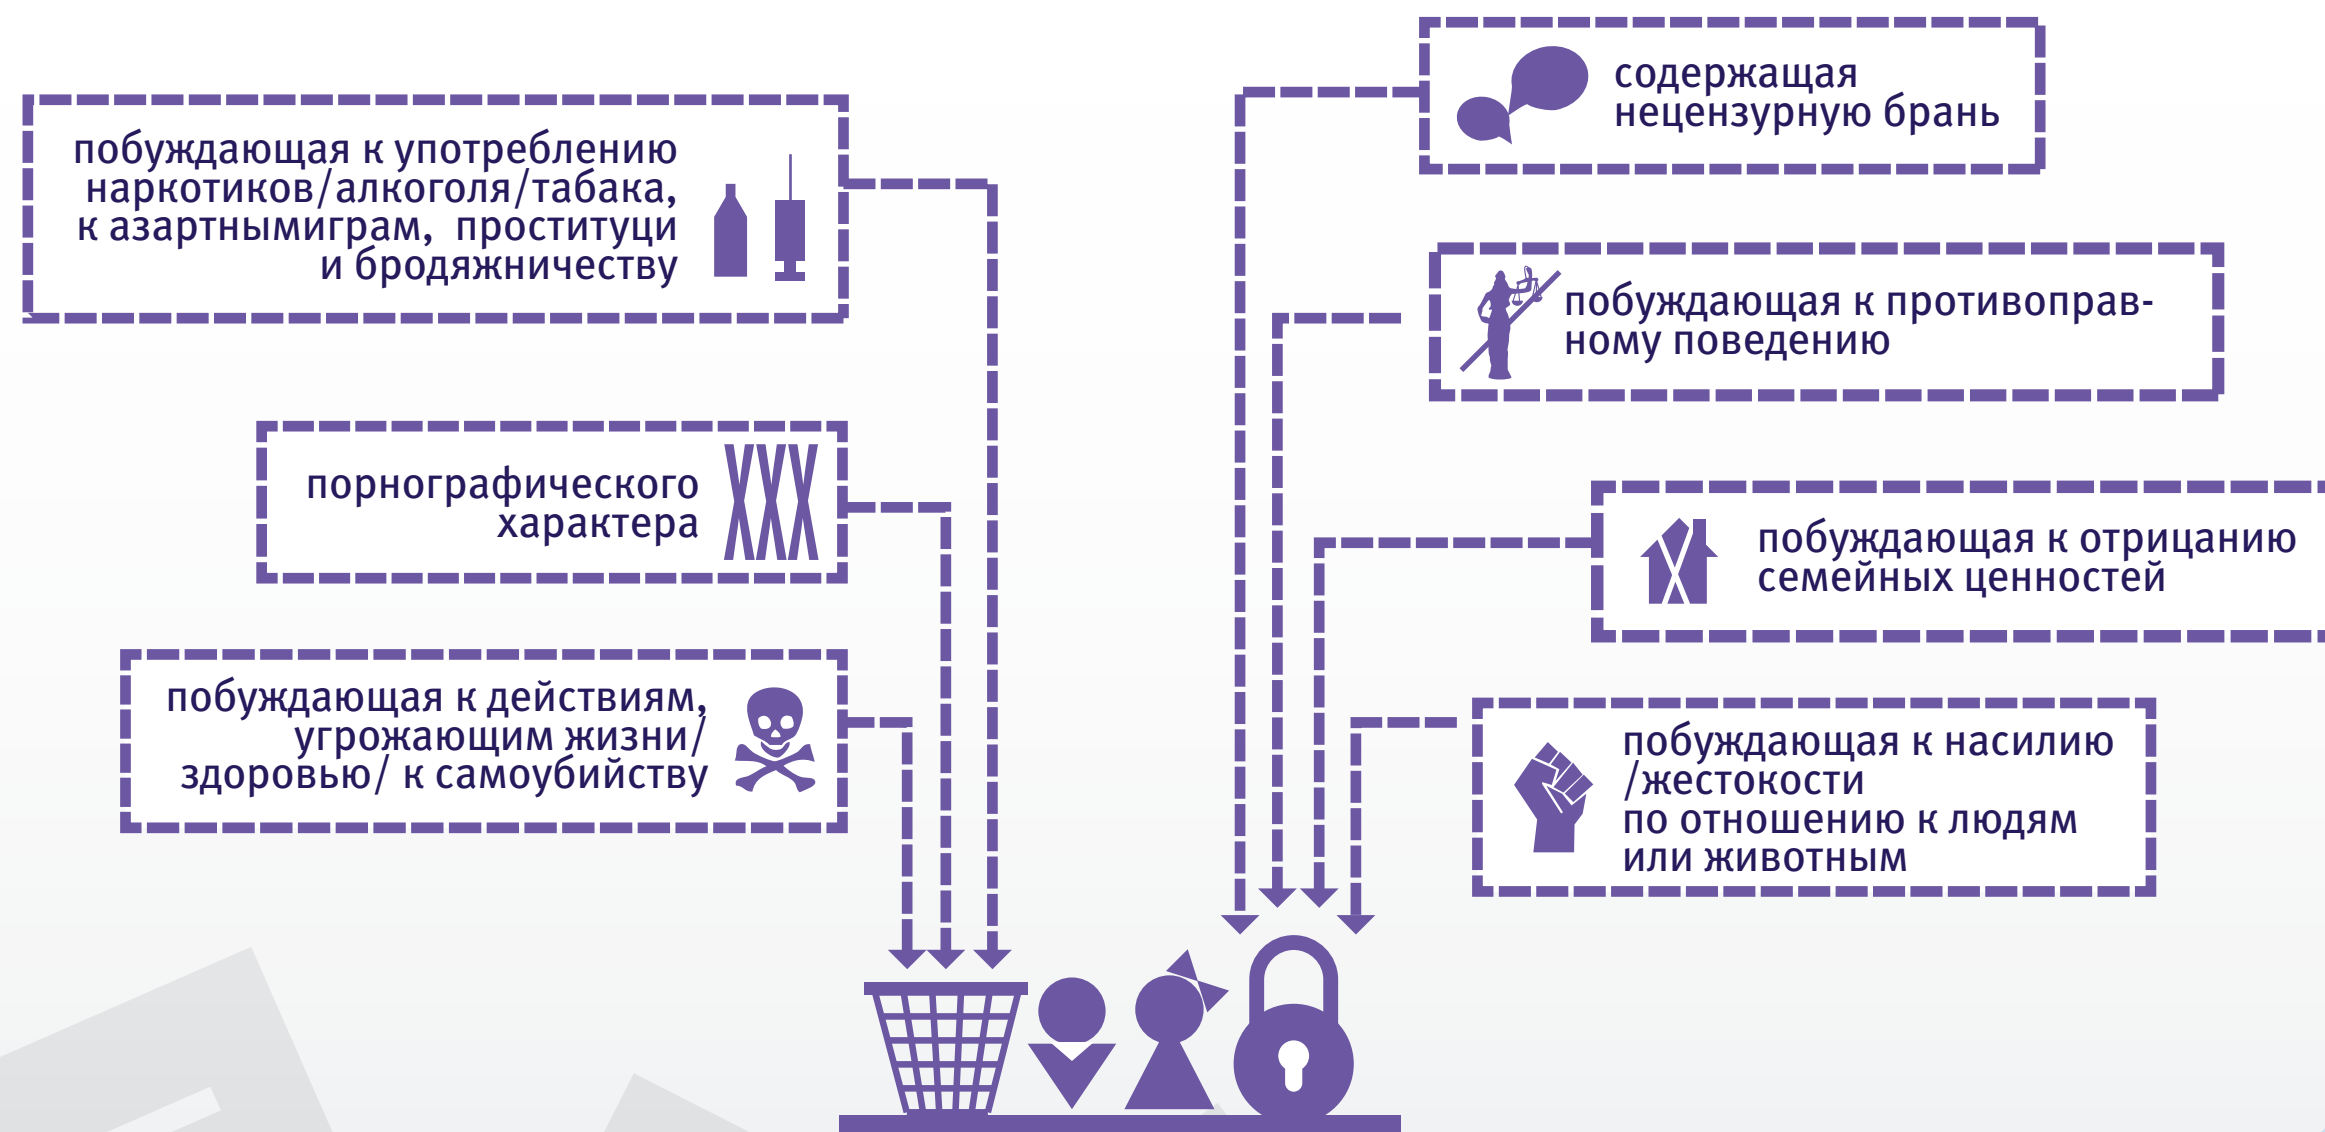 побуждающая к употреблению
наркотиков/алкоголя/табака,
к азартнымиграм, проституци
и бродяжничеству
порнографического
характера
побуждающая к действиям,
угрожающим жизни/
здоровью/ к самоубийству
содержащая
нецензурную брань
побуждающая к противоправ-
ному поведению
побуждающая к отрицанию
семейных ценностей
побуждающая к насилию
/жестокости
по отношению к людям
или животным